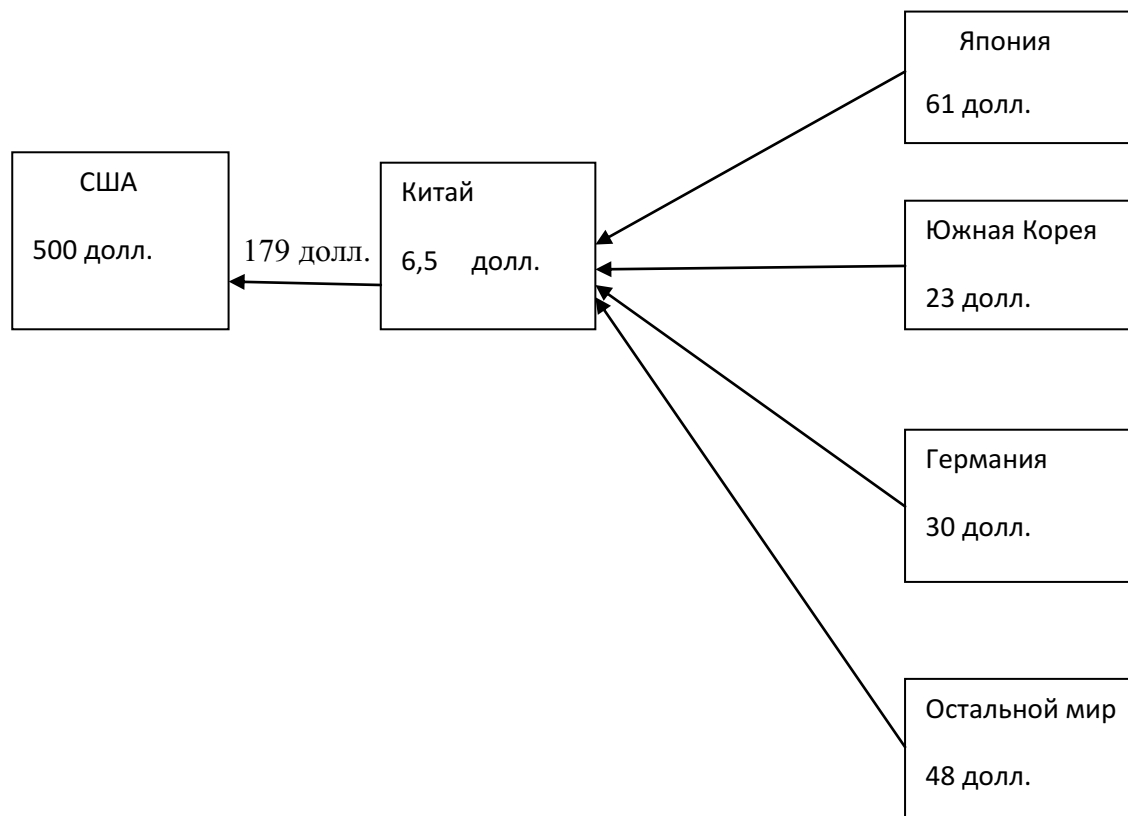 США
500 долл.
179 долл.
Китай
6,5 долл.
Япония
61 долл.
Южная Корея
23 долл.
Германия
30 долл.
Остальной мир
48 долл.